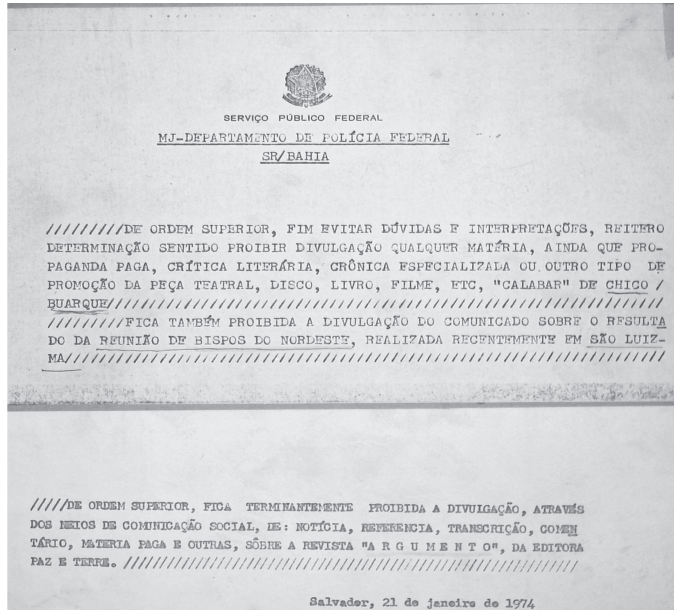 SERVIÇO PÚBLICO FEDERAL
MJ-DEPARTAMENTO DE POLÍCIA FEDERAL
SR/BAHIA
/////////DE ORDEM SUPERIOR, FIM EVITAR DÚVIDAS E INTERPRETAÇÕES, REITERO
DETERMINAÇÃO SENTIDO PROIBIR DIVULGAÇÃO QUALQUER MATÉRIA, AINDA QUE PRO-
PAGANDA PAGA, CRÍTICA LITERÁRIA, CRÔNICA ESPECIALIZADA OU OUTRO TIPO DE
PROMOÇÃO DA PEÇA TEATRAL, DISCO, LIVRO, FILME, ETC, "CALABAR" DE CHICO /
BUARQUE//////////////////////////////////////////////////////////////
/////////FICA TAMBÉM PROIBIDA A DIVULGAÇÃO DO COMUNICADO SOBRE O RESULTA
DO DA REUNIÃO DE BISPOS DO NORDESTE, REALIZADA RECENTEMENTE EM SÃO LUIZ-
MA///////////////////////////////////////////////////////////////////
/////DE ORDEM SUPERIOR, FICA TERMINANTEMENTE PROIBIDA A DIVULGAÇÃO, ATRAVÉS
DOS MEIOS DE COMUNICAÇÃO SOCIAL, DE: NOTÍCIA, REFERENCIA, TRANSCRIÇÃO, COMEN
TÁRIO, MATERIA PAGA E OUTRAS, SÔBRE A REVISTA "A R G U M E N T O", DA EDITORA
PAZ E TERRE. //////////////////////////////////////////////////////////
Salvador, 21 de janeiro de 1974